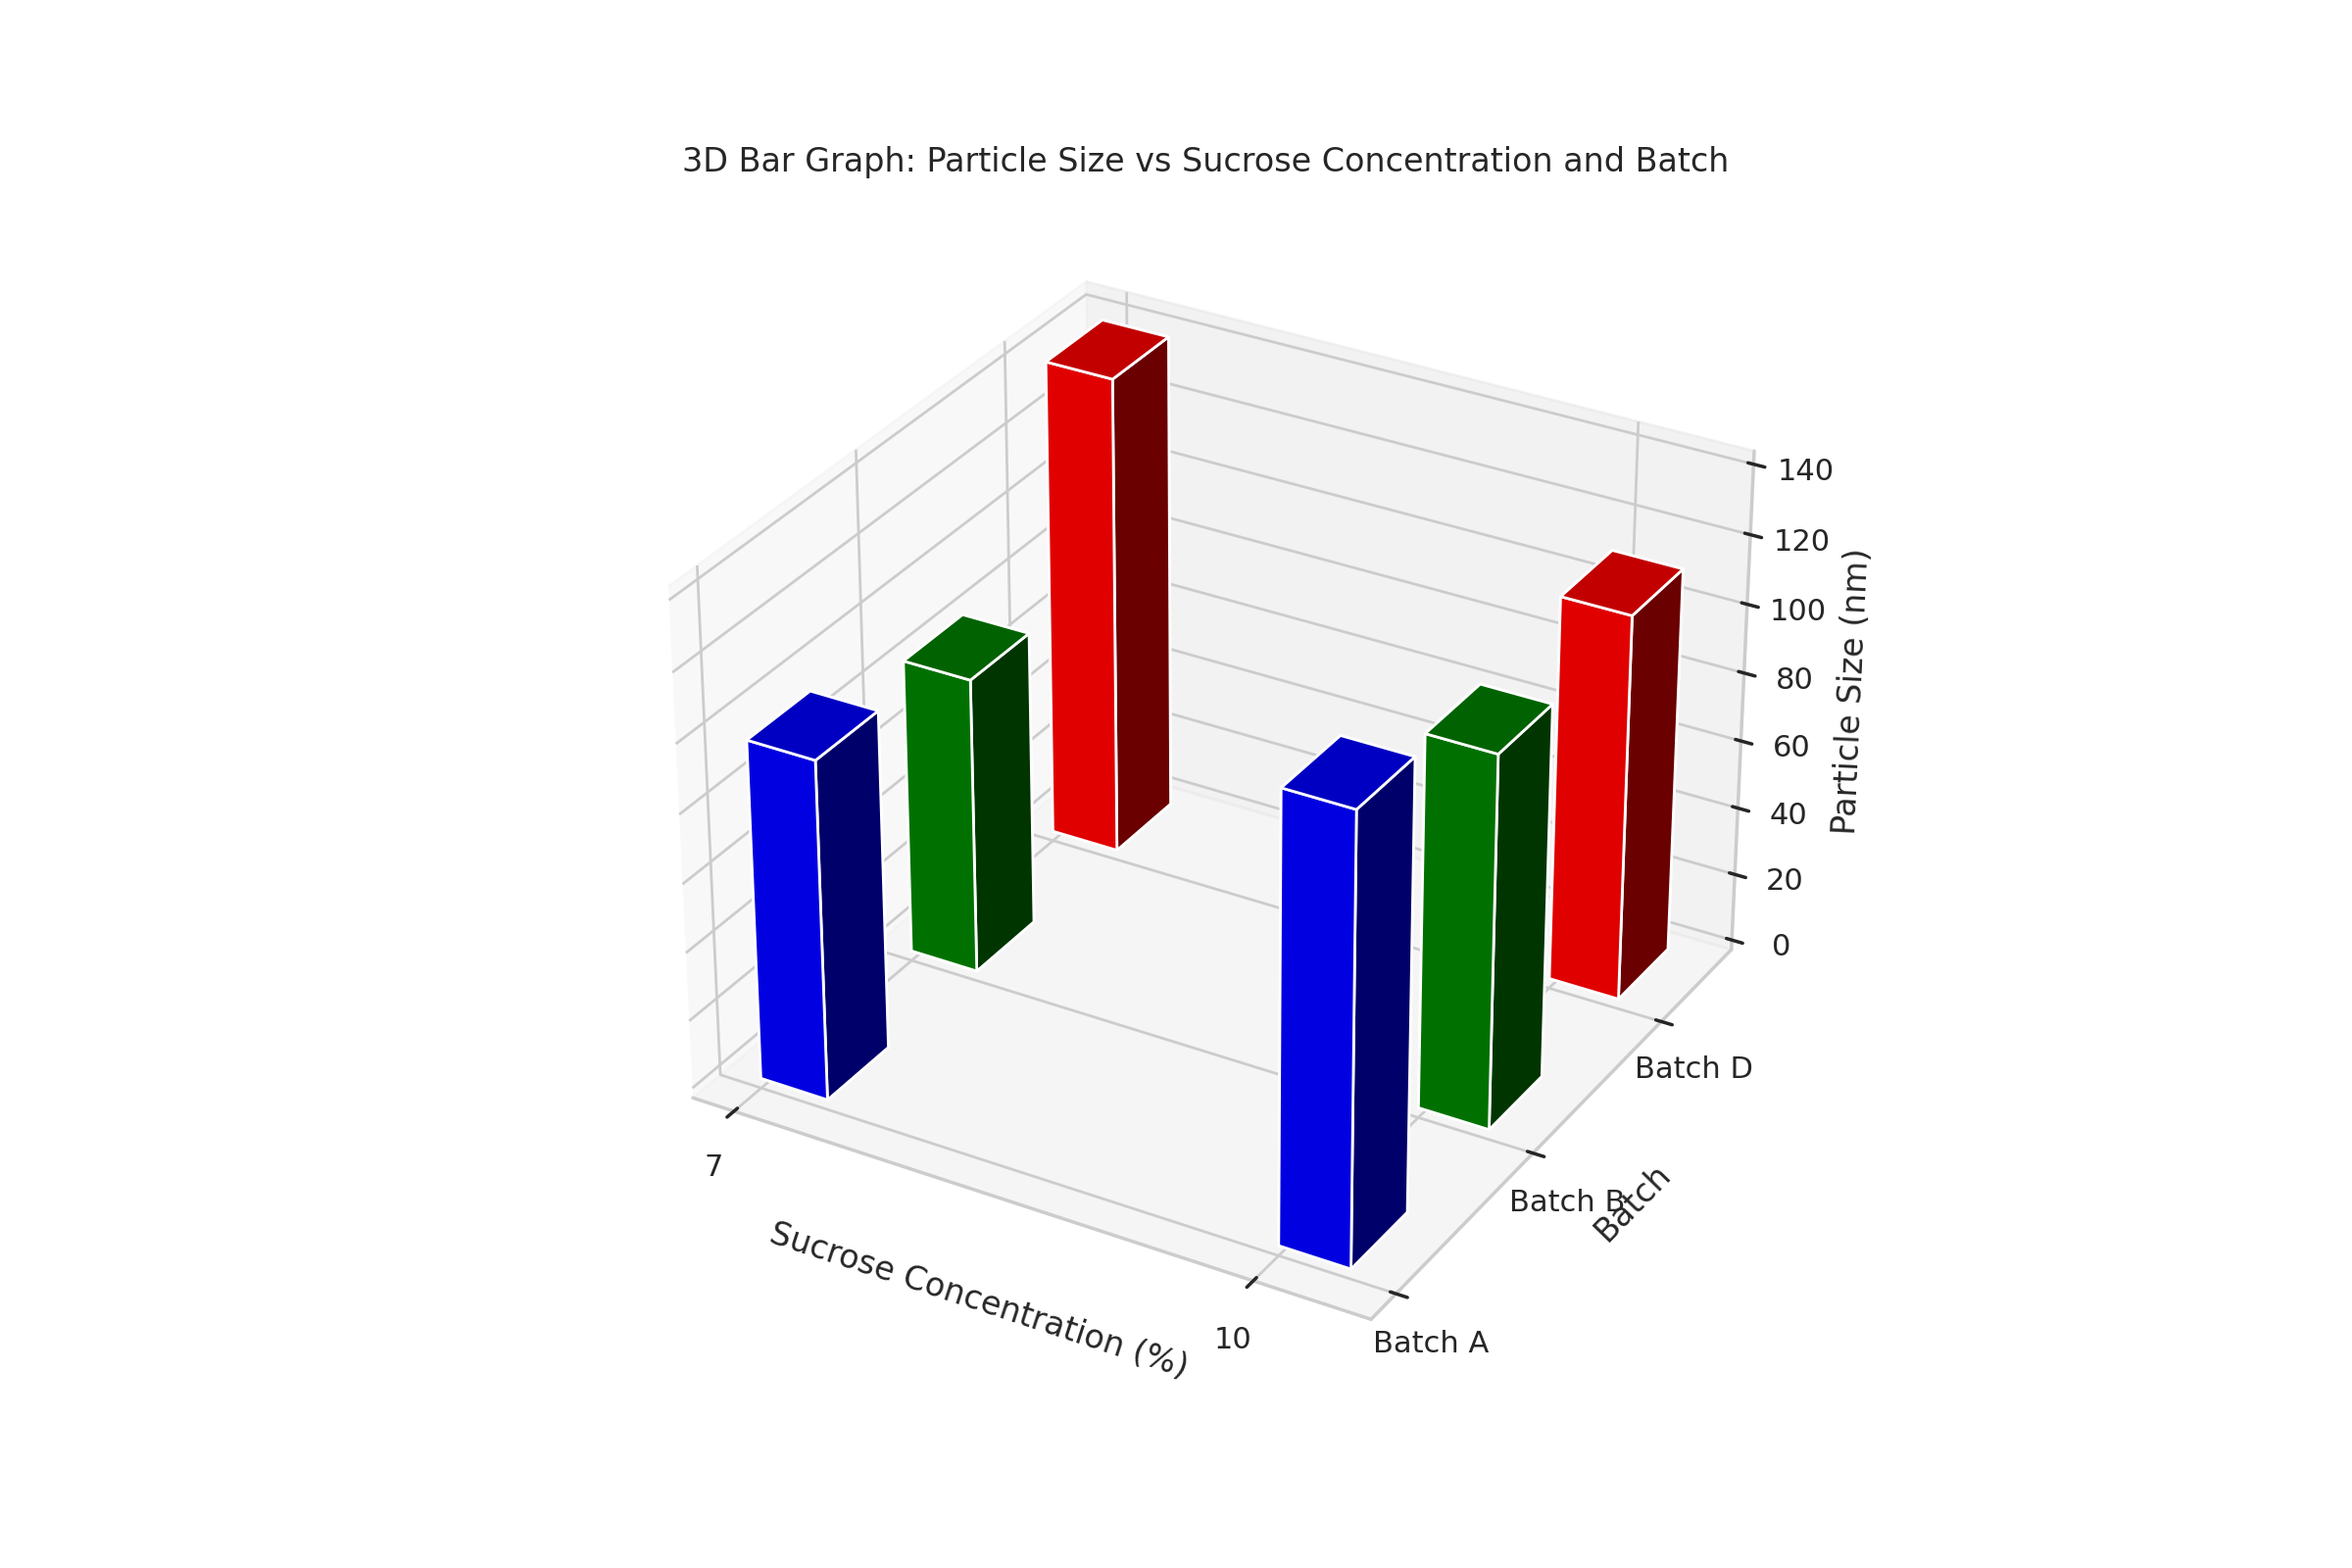 3D Bar Graph: Particle Size vs Sucrose Concentration and Batch
140
120
100
80
60
40
20
0
Particle Size (nm)
Batch D
Batch B
Batch A
Batch
7
10
Sucrose Concentration (%)